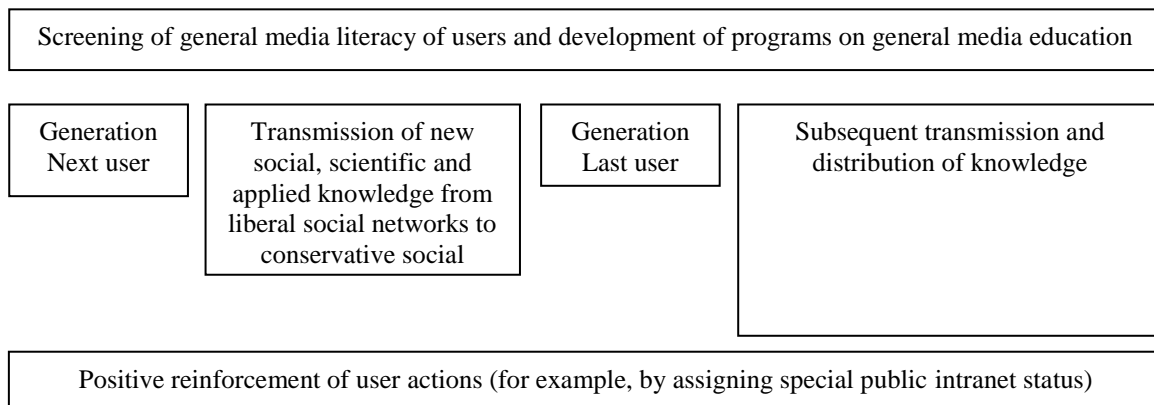 Screening of general media literacy of users and development of programs on general media education
Generation
Next user
Transmission of new
social, scientific and
applied knowledge from
liberal social networks to
conservative social
Generation
Last user
Subsequent transmission and
distribution of knowledge
Positive reinforcement of user actions (for example, by assigning special public intranet status)